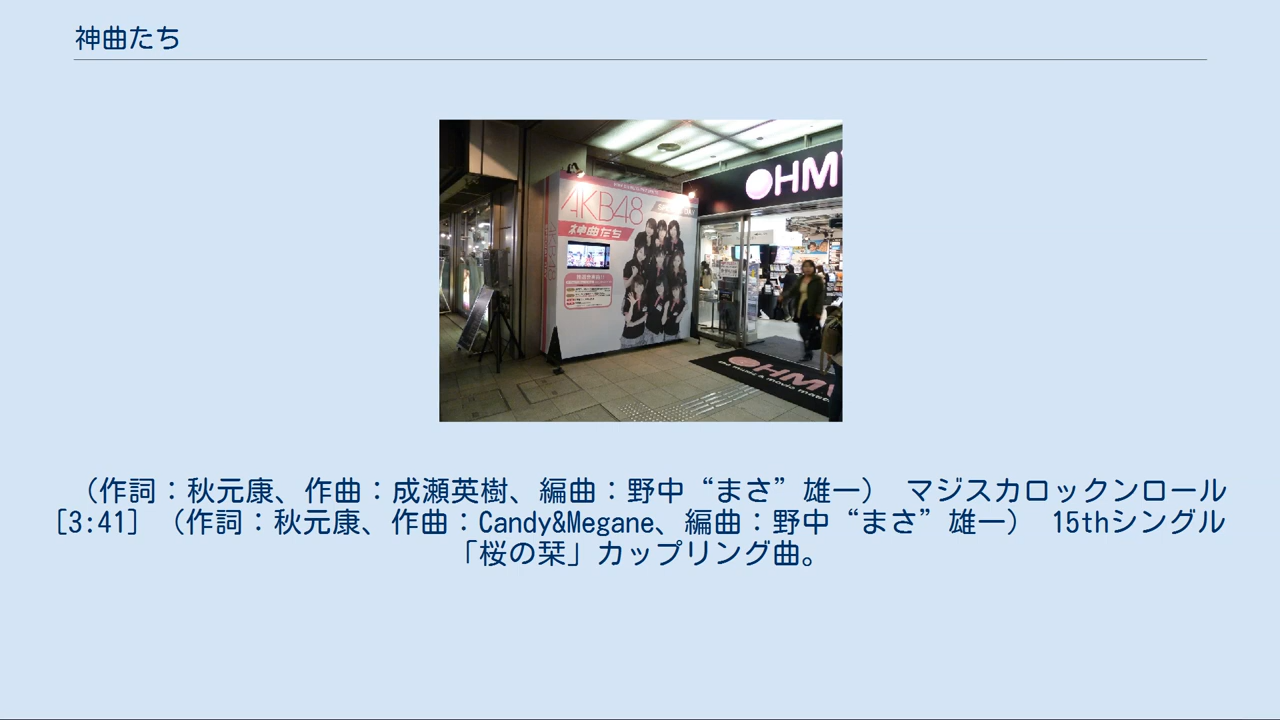 神曲たち
AKB48
神曲たち
OHMY
OHMY
（作詞：秋元康、作曲：成瀬英樹、編曲：野中“まさ”雄一） マジスカロックンロール
[3:41] （作詞：秋元康、作曲：Candy&Megane、編曲：野中“まさ”雄一） 15thシングル
「桜の栞」カップリング曲。